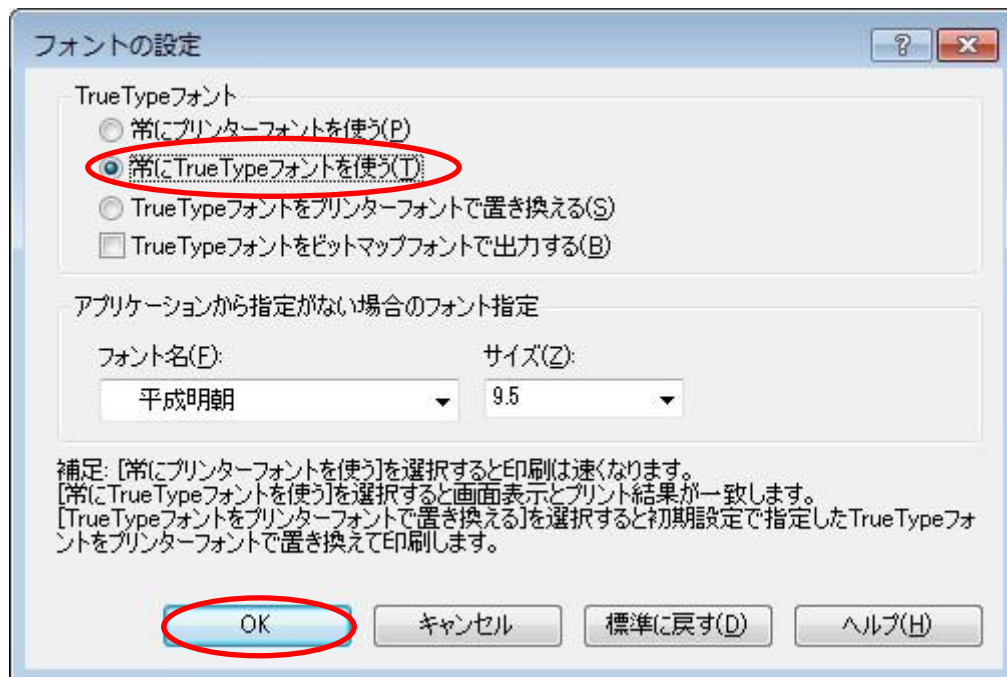 フォントの設定
TrueTypeフォント
常にプリンターフォントを使う(P)
常にTrueTypeフォントを使う(T)
TrueTypeフォントをプリンターフォントで置き換える(S)
TrueTypeフォントをビットマップフォントで出力する(B)
アプリケーションから指定がない場合のフォント指定
フォント名(F): サイズ(Z):
平成明朝 9.5
補足: [常にプリンターフォントを使う]を選択すると印刷は速くなります。
[常にTrueTypeフォントを使う]を選択すると画面表示とプリント結果が一致します。
[TrueTypeフォントをプリンターフォントで置き換える]を選択すると初期設定で指定したTrueTypeフォ
ントをプリンターフォントで置き換えて印刷します。
OK キャンセル 標準に戻す(D) ヘルプ(H)